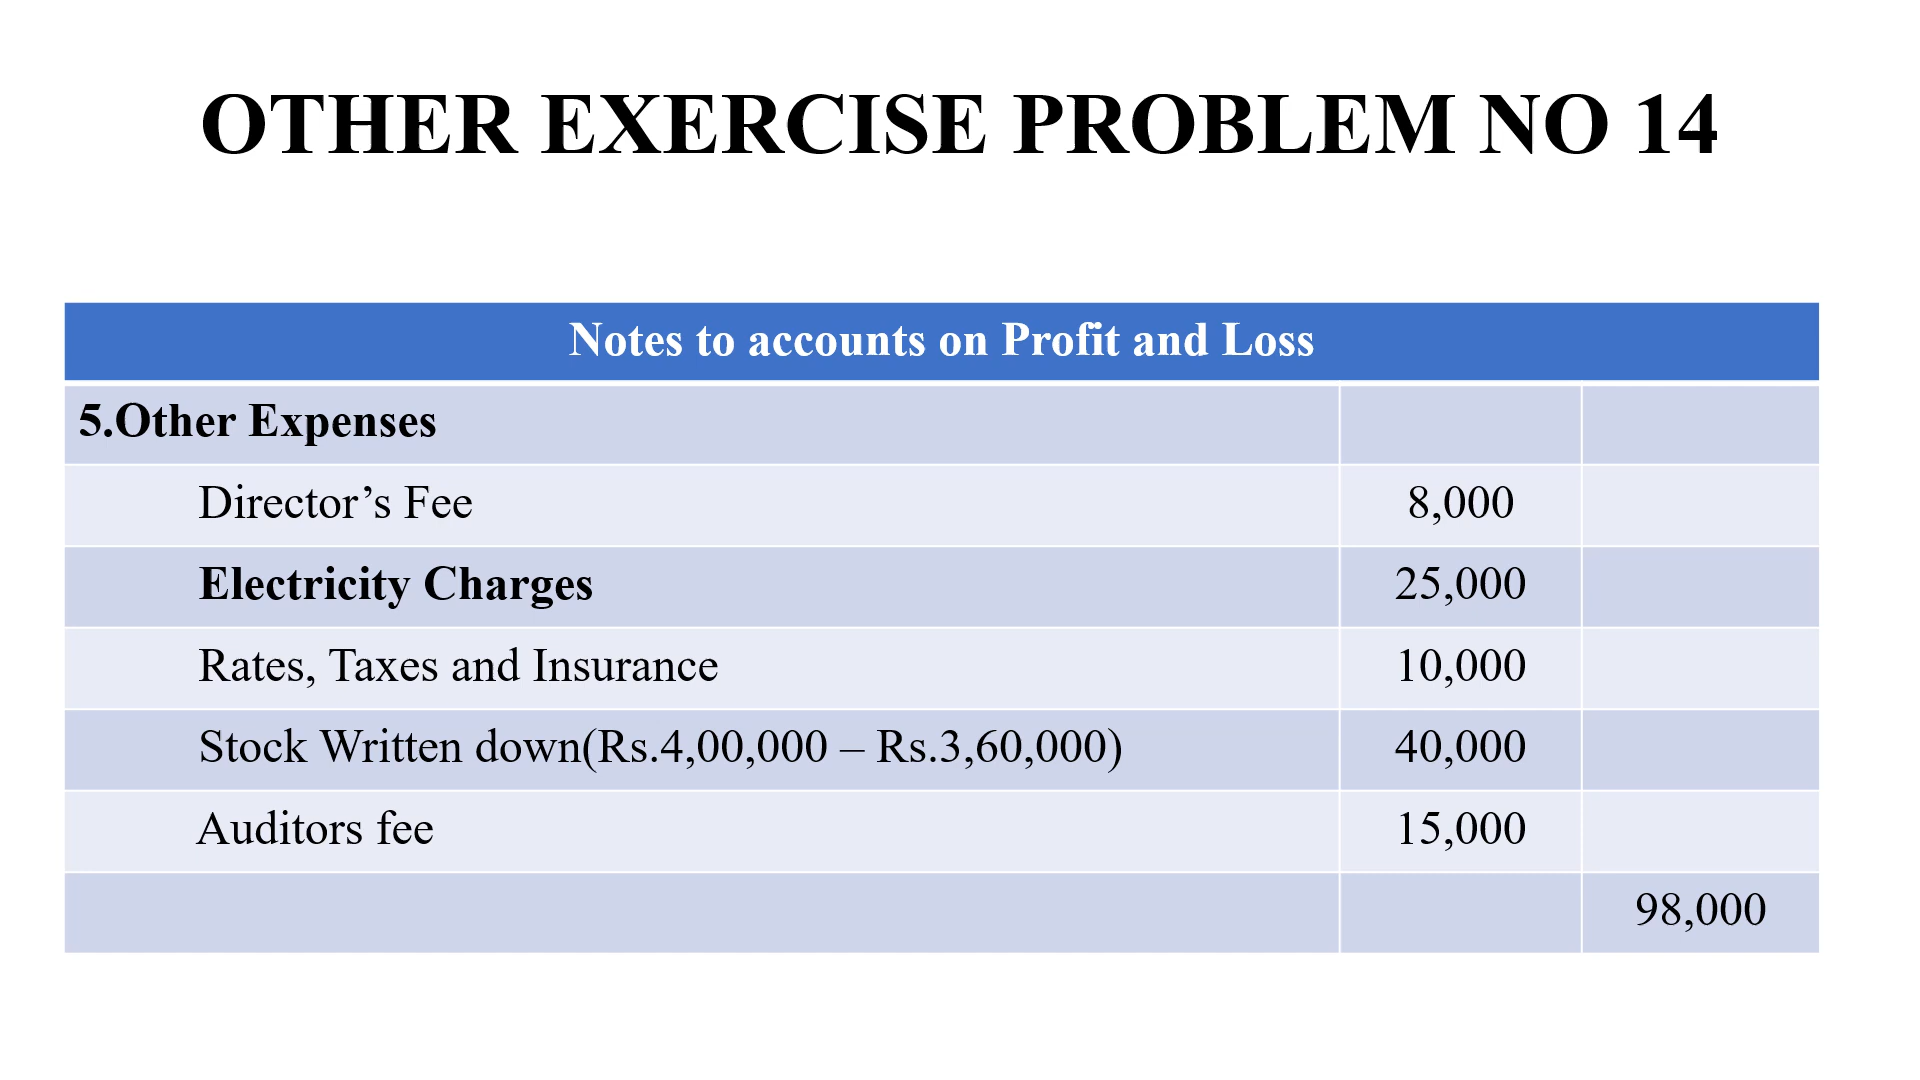 OTHER EXERCISE PROBLEM NO 14
Notes to accounts on Profit and Loss
5.Other Expenses
Director’s Fee 8,000
Electricity Charges 25,000
Rates, Taxes and Insurance 10,000
Stock Written down(Rs.4,00,000 – Rs.3,60,000) 40,000
Auditors fee 15,000
98,000